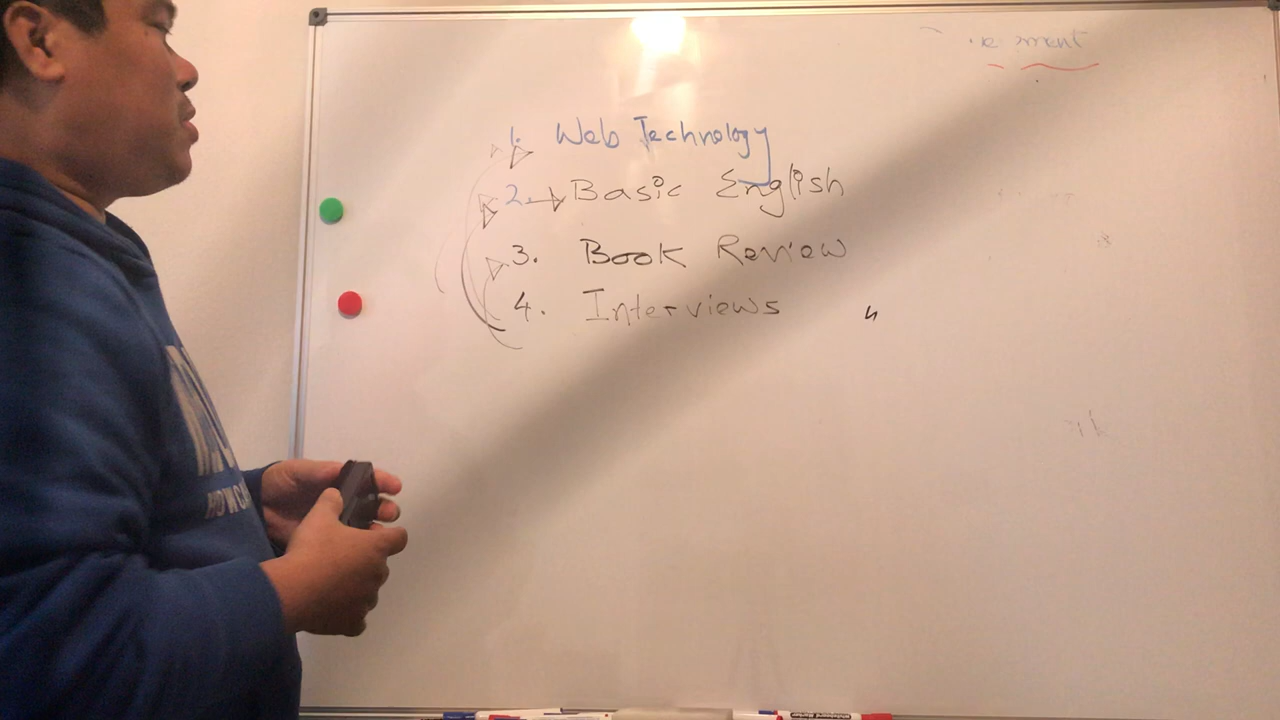 1. Web Technology
2. Basic English
3. Book Review
4. Interviews "